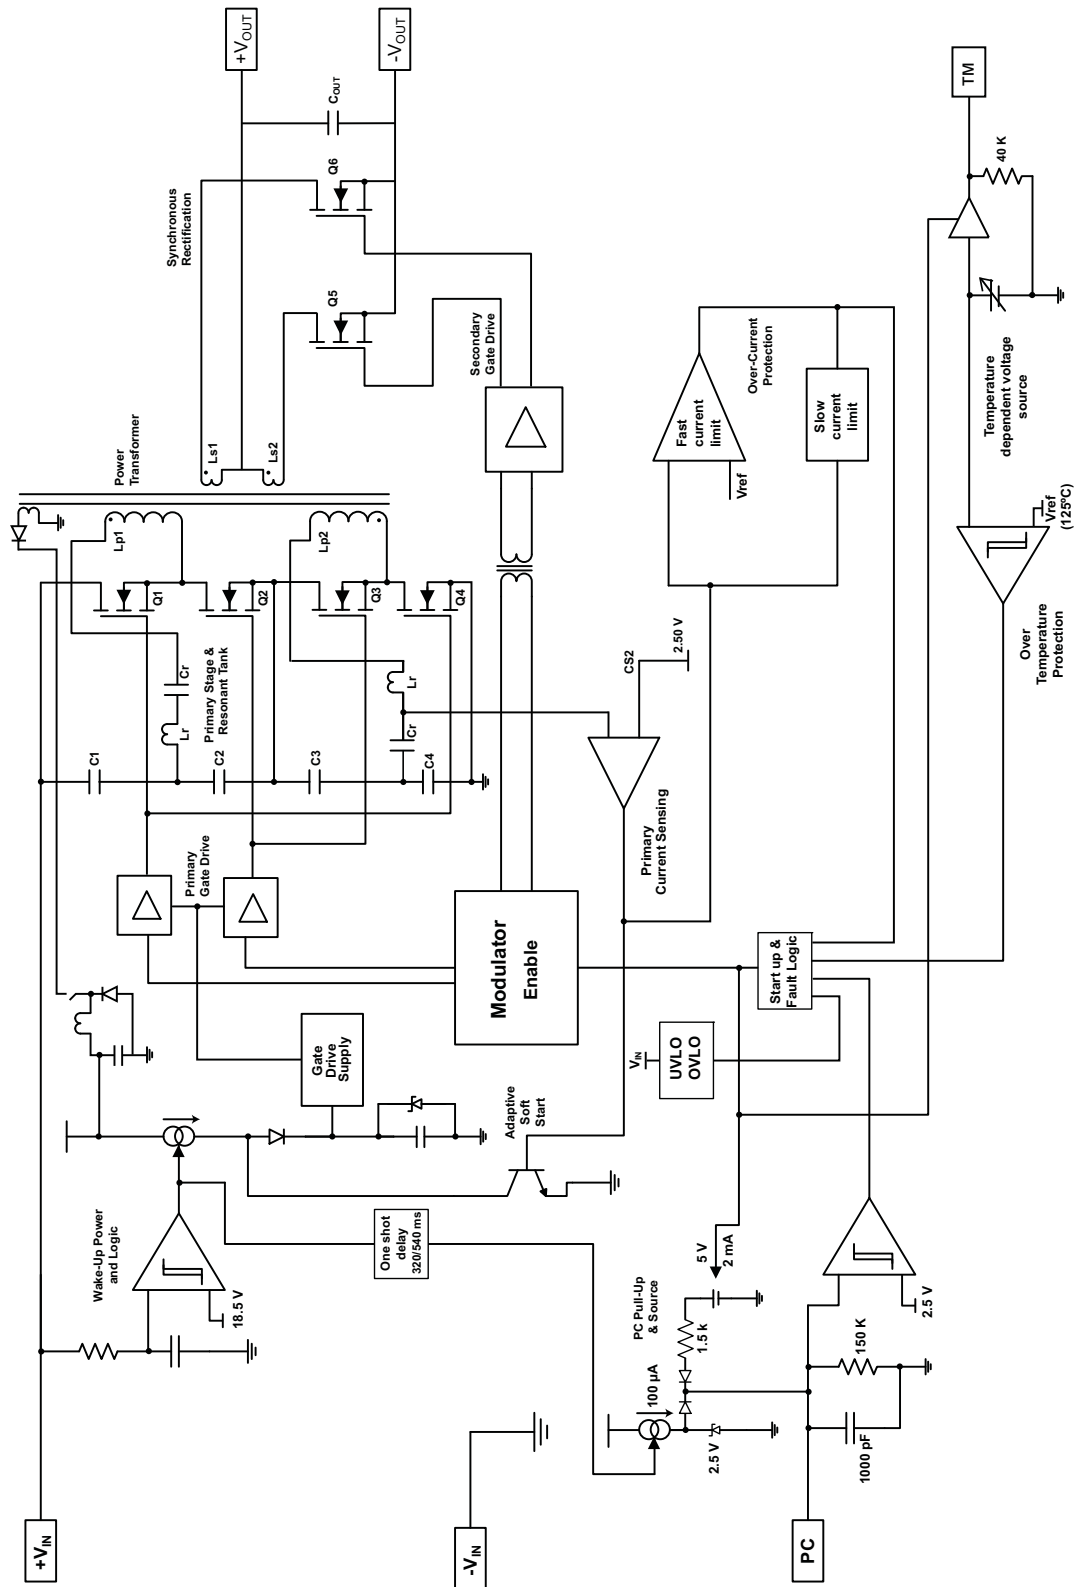 +VOUT
-VOUT
COUT
Q6
Synchronous
Rectification
Q5
Secondary
Gate Drive
Power
Transformer
Ls1
Ls2
Lp1
Lp2
Q1
Q2
Q3
Q4
Cr
Lr
Primary Stage &
Resonant Tank
Lr
Cr
C1
C2
C3
C4
Primary
Gate Drive
Modulator
Enable
Gate
Drive
Supply
Adaptive
Soft
Start
Wake-Up Power
and Logic
18.5 V
One shot
delay
320/540 ms
+VIN
-VIN
TM
40 K
Temperature
dependent voltage
source
Vref
(125ºC)
Over
Temperature
Protection
Over-Current
Protection
Fast
current
limit
Vref
Slow
current
limit
CS2
2.50 V
Primary
Current Sensing
Start up &
Fault Logic
VIN
UVLO
OVLO
5 V
2 mA
PC Pull-Up
& Source
1.5 k
100 µA
2.5 V
150 K
2.5 V
1000 pF
PC